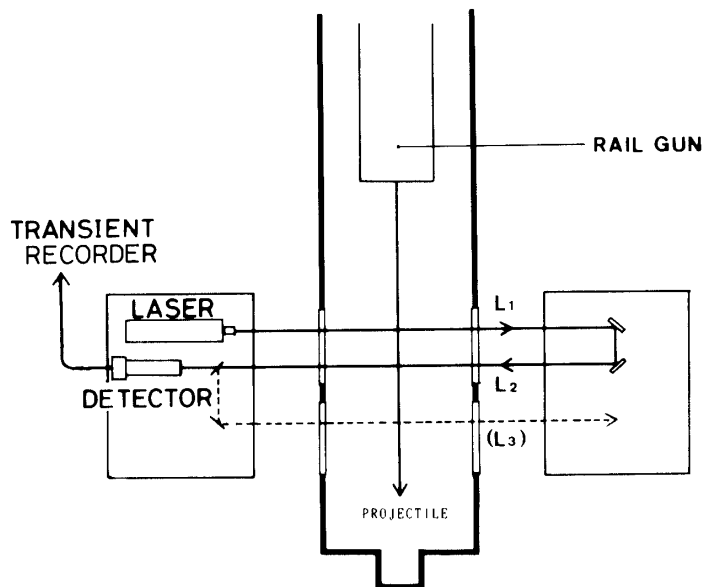 RAIL GUN
TRANSIENT
RECORDER
LASER
L1
L2
DETECTOR
(L3)
PROJECTILE